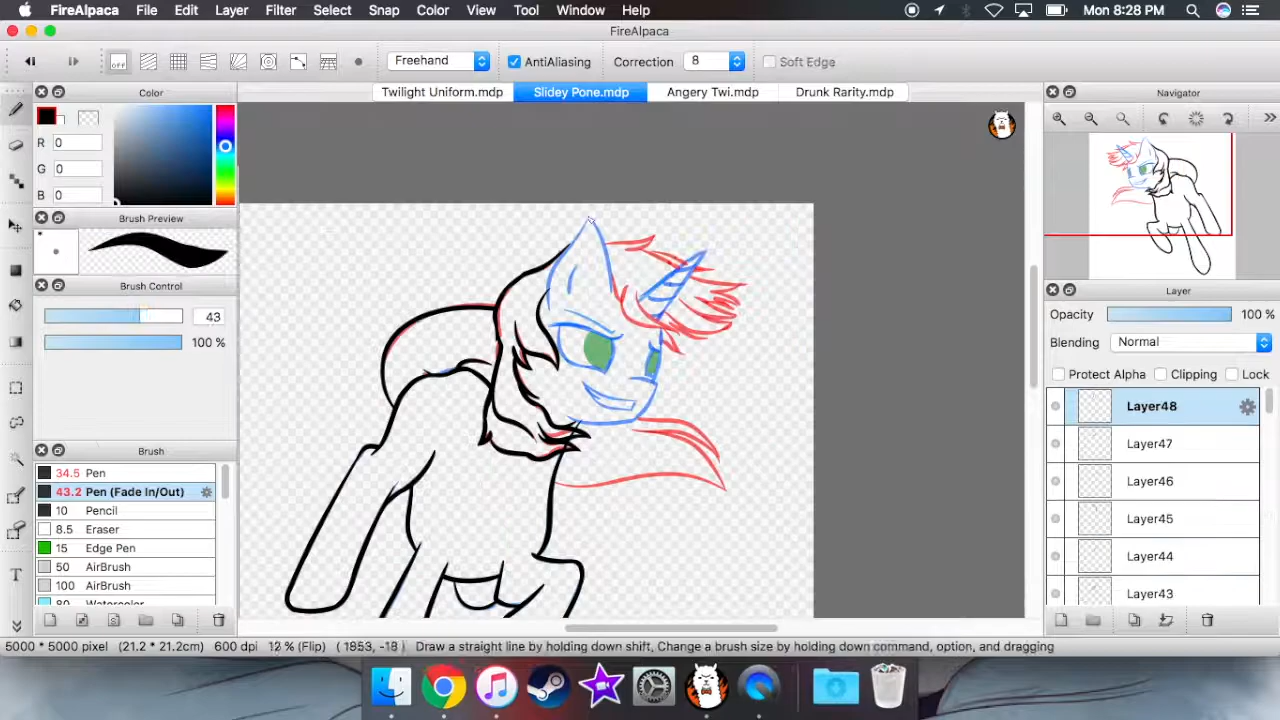 FireAlpaca File Edit Layer Filter Select Snap Color View Tool Window Help Mon 8:28 PM
FireAlpaca
off Freehand AntiAliasing Correction 8 Soft Edge
Color Twilight Uniform.mdp Slidey Pone.mdp Angery Twi.mdp Drunk Rarity.mdp Navigator
R 0
G 0
B 0
Brush Preview
Brush Control
43
100 %
Layer
Opacity 100 %
Blending Normal
Protect Alpha Clipping Lock
Layer48
Layer47
Layer46
Layer45
Layer44
Layer43
Brush
34.5 Pen
43.2 Pen (Fade In/Out)
10 Pencil
8.5 Eraser
15 Edge Pen
50 AirBrush
100 AirBrush
80 Watercolor
T
5000 * 5000 pixel (21.2 * 21.2cm) 600 dpi 12 % (Flip) (1853, -18) Draw a straight line by holding down shift, Change a brush size by holding down command, option, and dragging